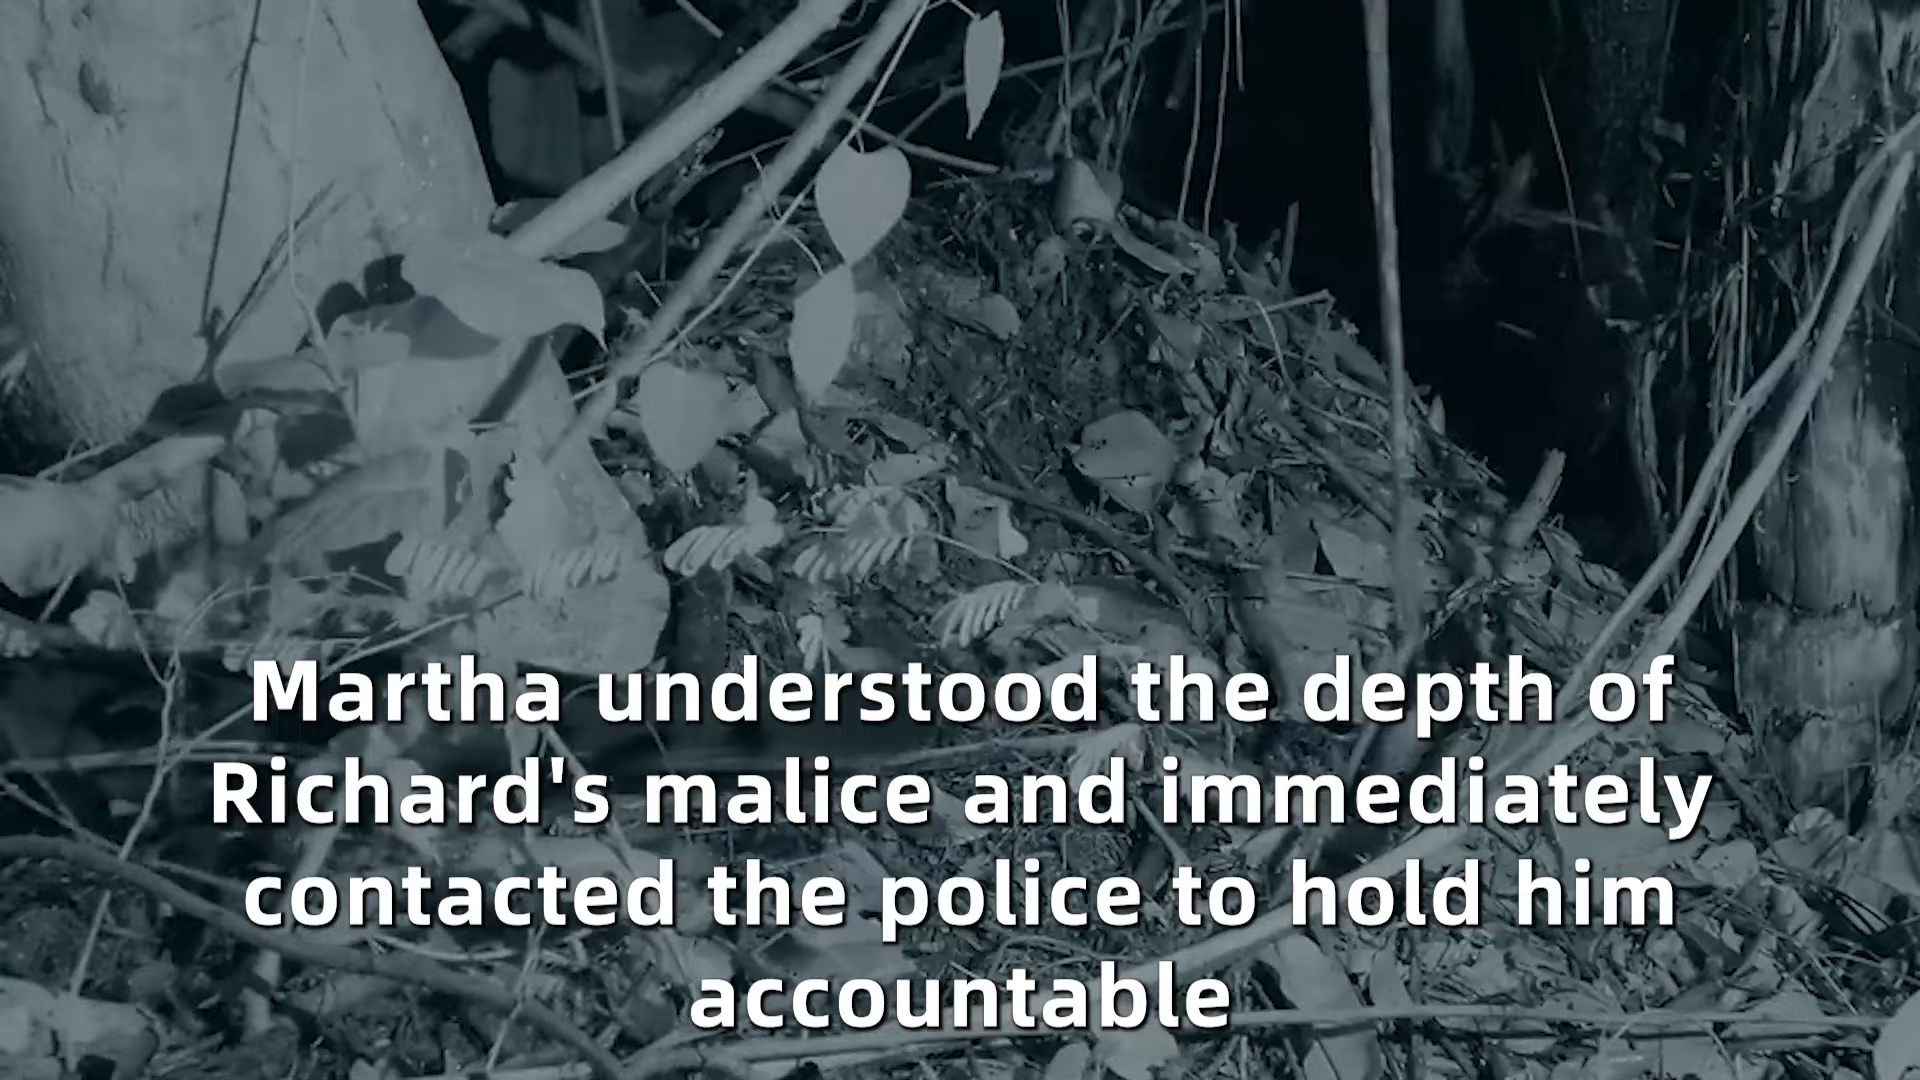 Martha understood the depth of
Richard's malice and immediately
contacted the police to hold him
accountable